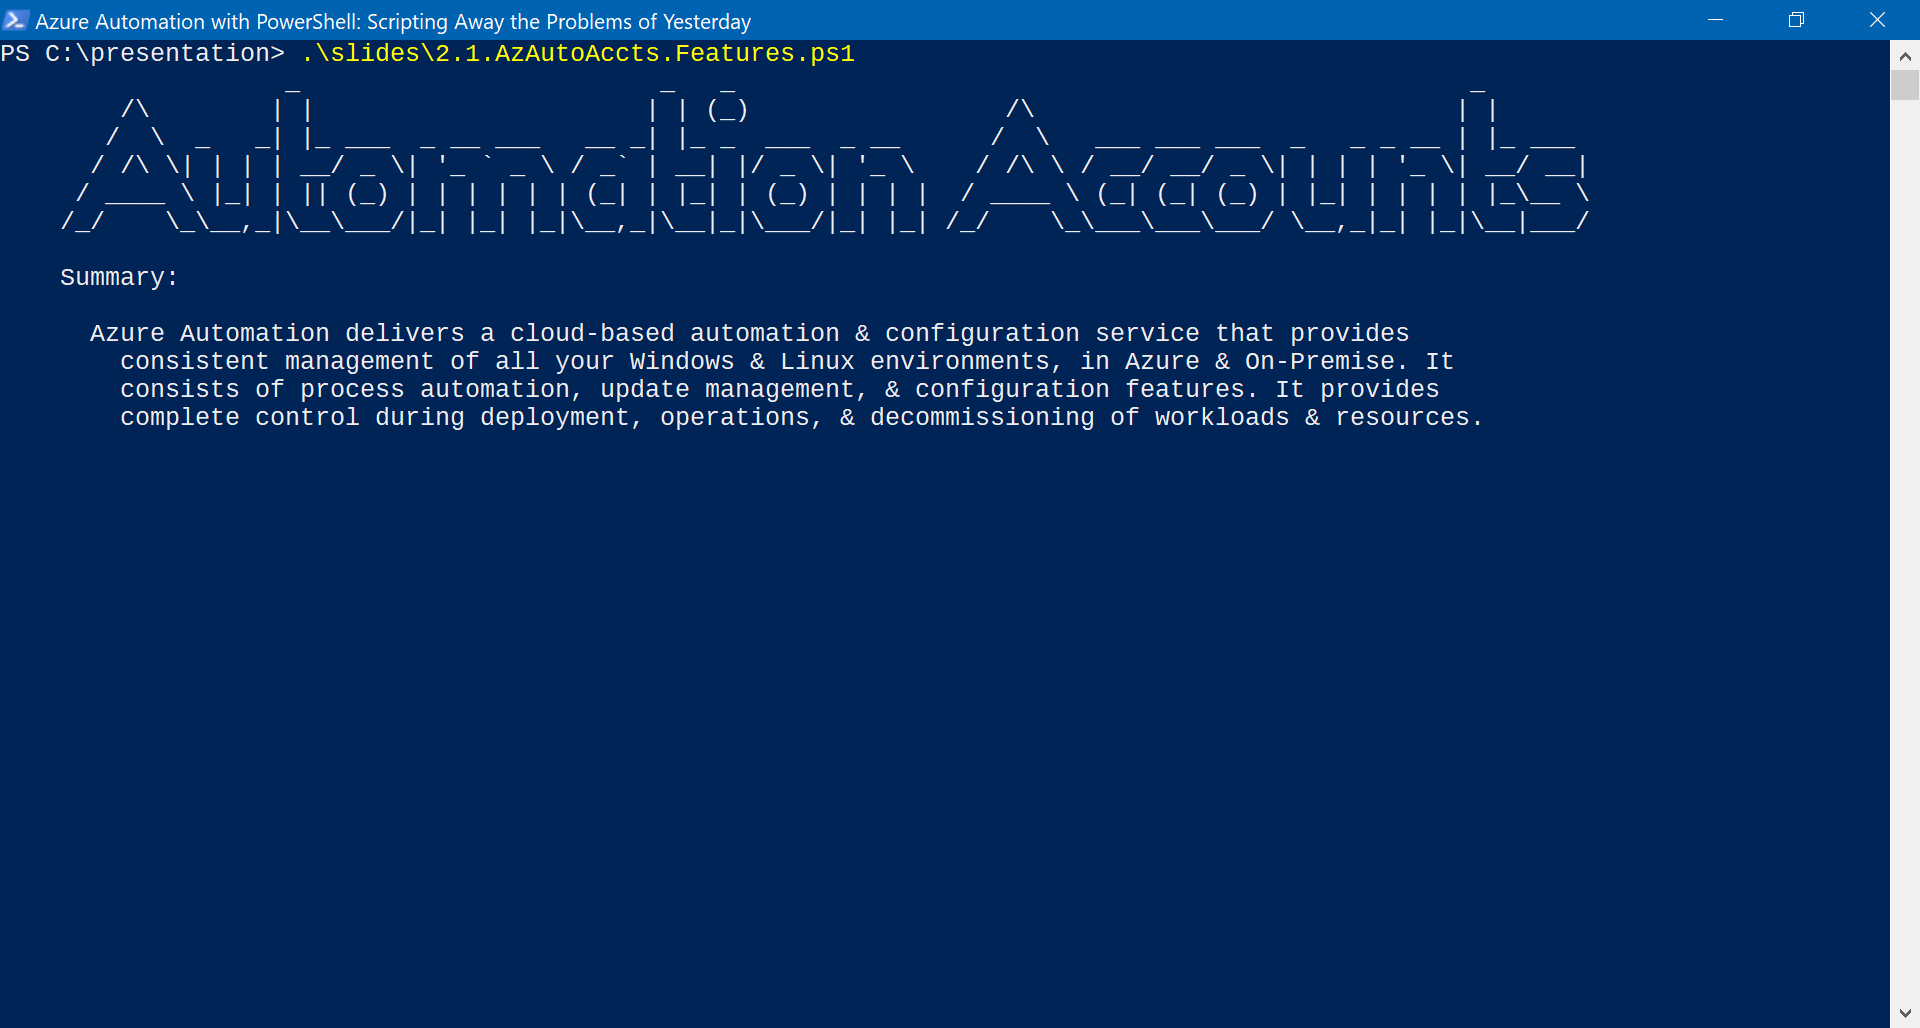 Azure Automation with PowerShell: Scripting Away the Problems of Yesterday
PS C:\presentation> .\slides\2.1.AzAutoAccts.Features.ps1
Automation Accounts
Summary:
Azure Automation delivers a cloud-based automation & configuration service that provides
consistent management of all your Windows & Linux environments, in Azure & On-Premise. It
consists of process automation, update management, & configuration features. It provides
complete control during deployment, operations, & decommissioning of workloads & resources.